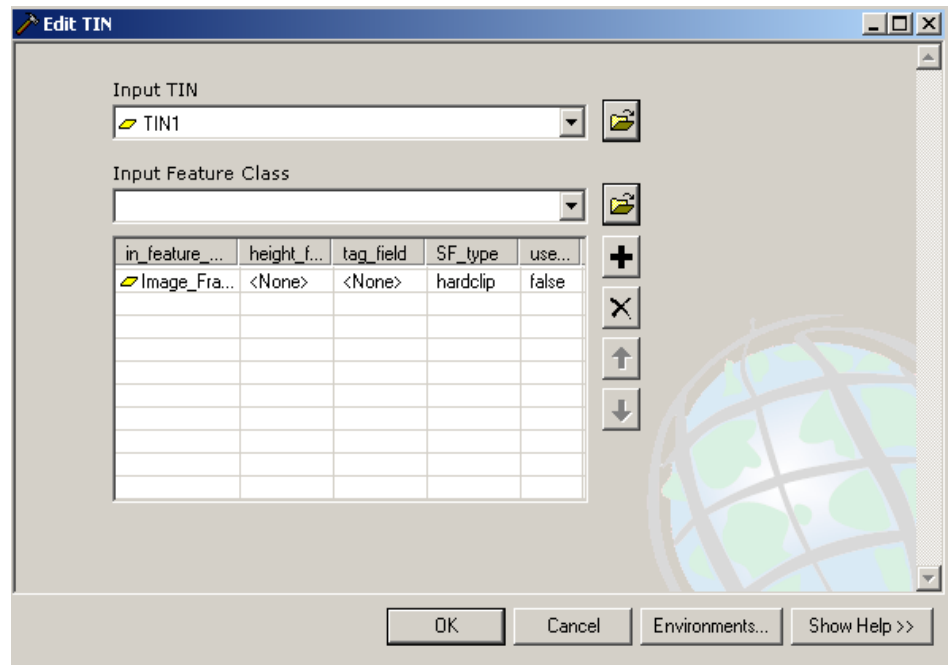 Edit TIN
Input TIN
TIN1
Input Feature Class
in_feature_... height_f... tag_field SF_type use...
Image_Fra... <None> <None> hardclip false
OK Cancel Environments... Show Help >>